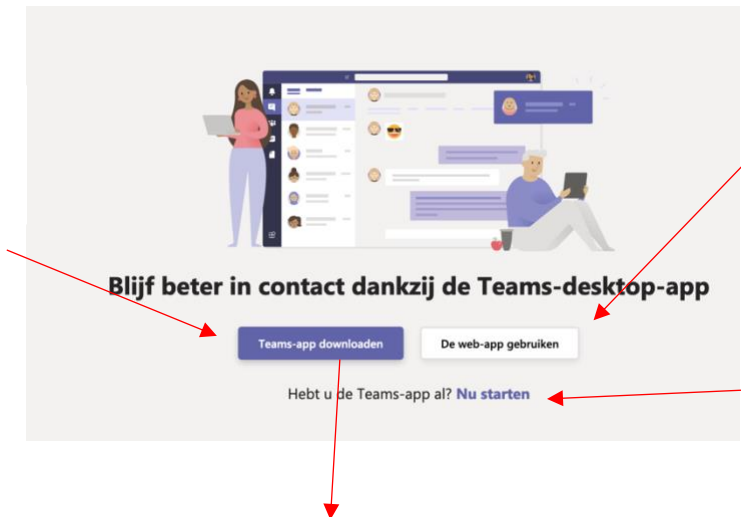 Blijf beter in contact dankzij de Teams-desktop-app
Teams-app downloaden
De web-app gebruiken
Hebt u de Teams-app al? Nu starten